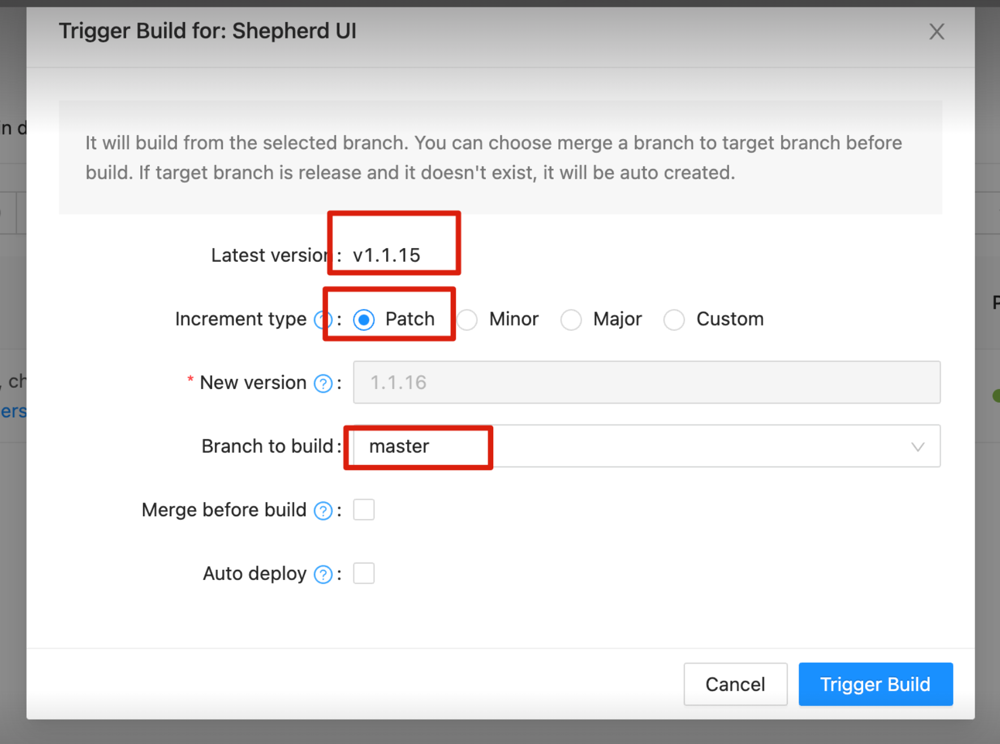 Trigger Build for: Shepherd UI
in d
It will build from the selected branch. You can choose merge a branch to target branch before
build. If target branch is release and it doesn't exist, it will be auto created.
Latest version : v1.1.15
Increment type ? : Patch Minor Major Custom
* New version ? : 1.1.16
, ch
ers
Branch to build : master
Merge before build ? :
Auto deploy ? :
Cancel Trigger Build